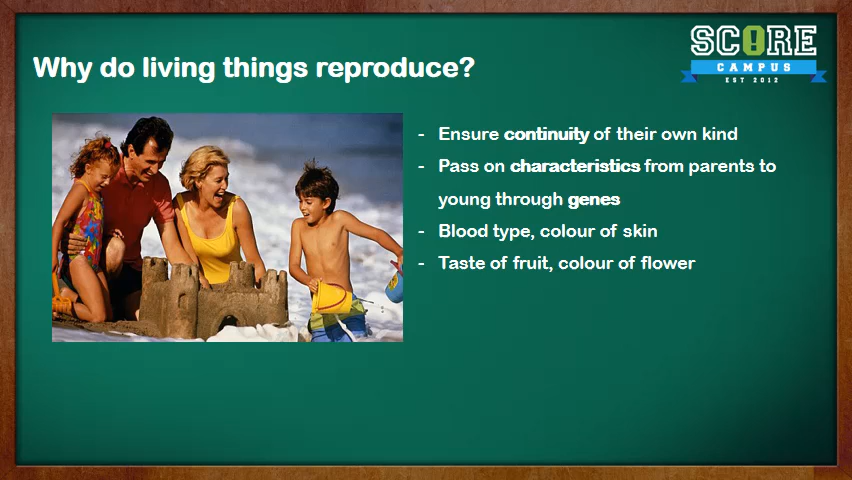 SCORE
CAMPUS
EST 2012
Why do living things reproduce?
- Ensure continuity of their own kind
- Pass on characteristics from parents to
young through genes
- Blood type, colour of skin
- Taste of fruit, colour of flower